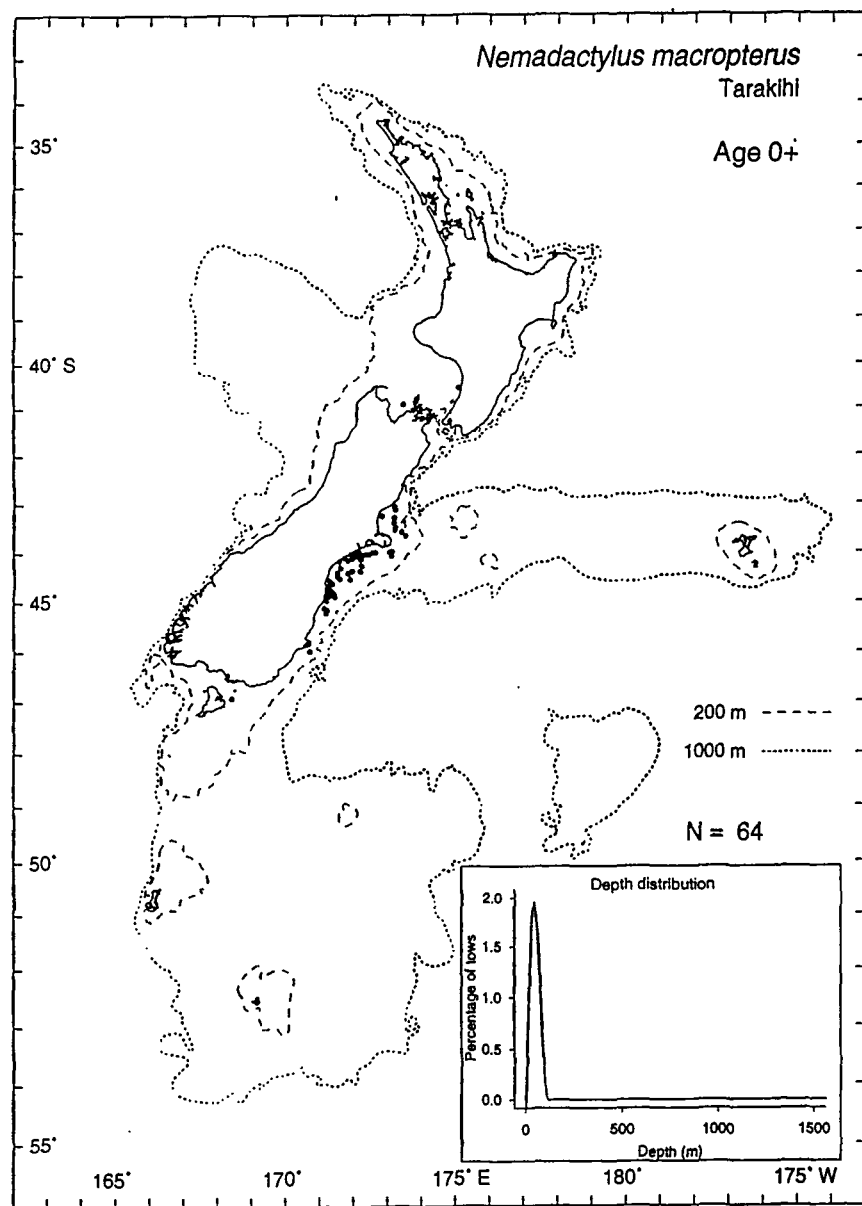 Nemadactylus macropterus
Tarakihi
Age 0+
35°
40° S
45°
200 m
1000 m
N = 64
50°
Depth distribution
2.0
1.5
1.0
0.5
0.0
Percentage of tows
0 500 1000 1500
Depth (m)
55°
165° 170° 175° E 180° 175° W